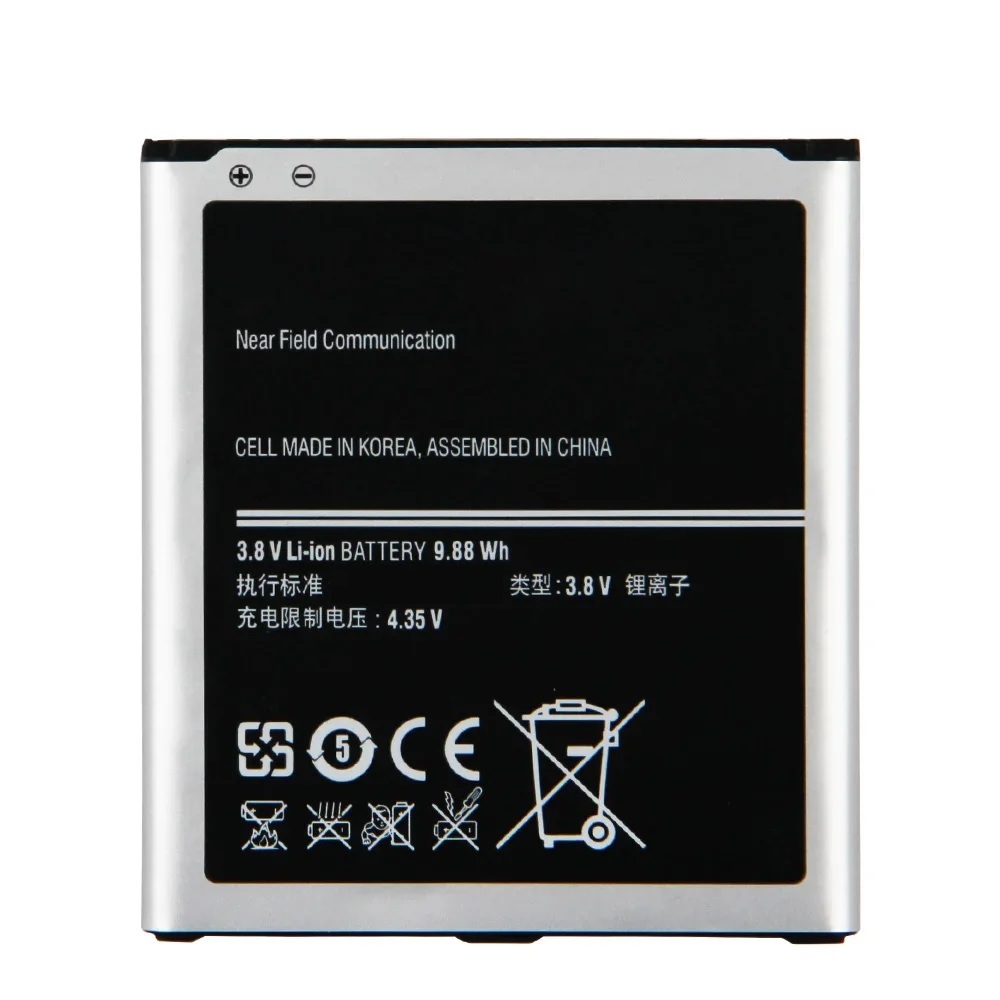 Near Field Communication
CELL MADE IN KOREA, ASSEMBLED IN CHINA
3.8 V Li-ion BATTERY 9.88 Wh
执行标准 类型: 3.8 V 锂离子
充电限制电压: 4.35 V
5 CE